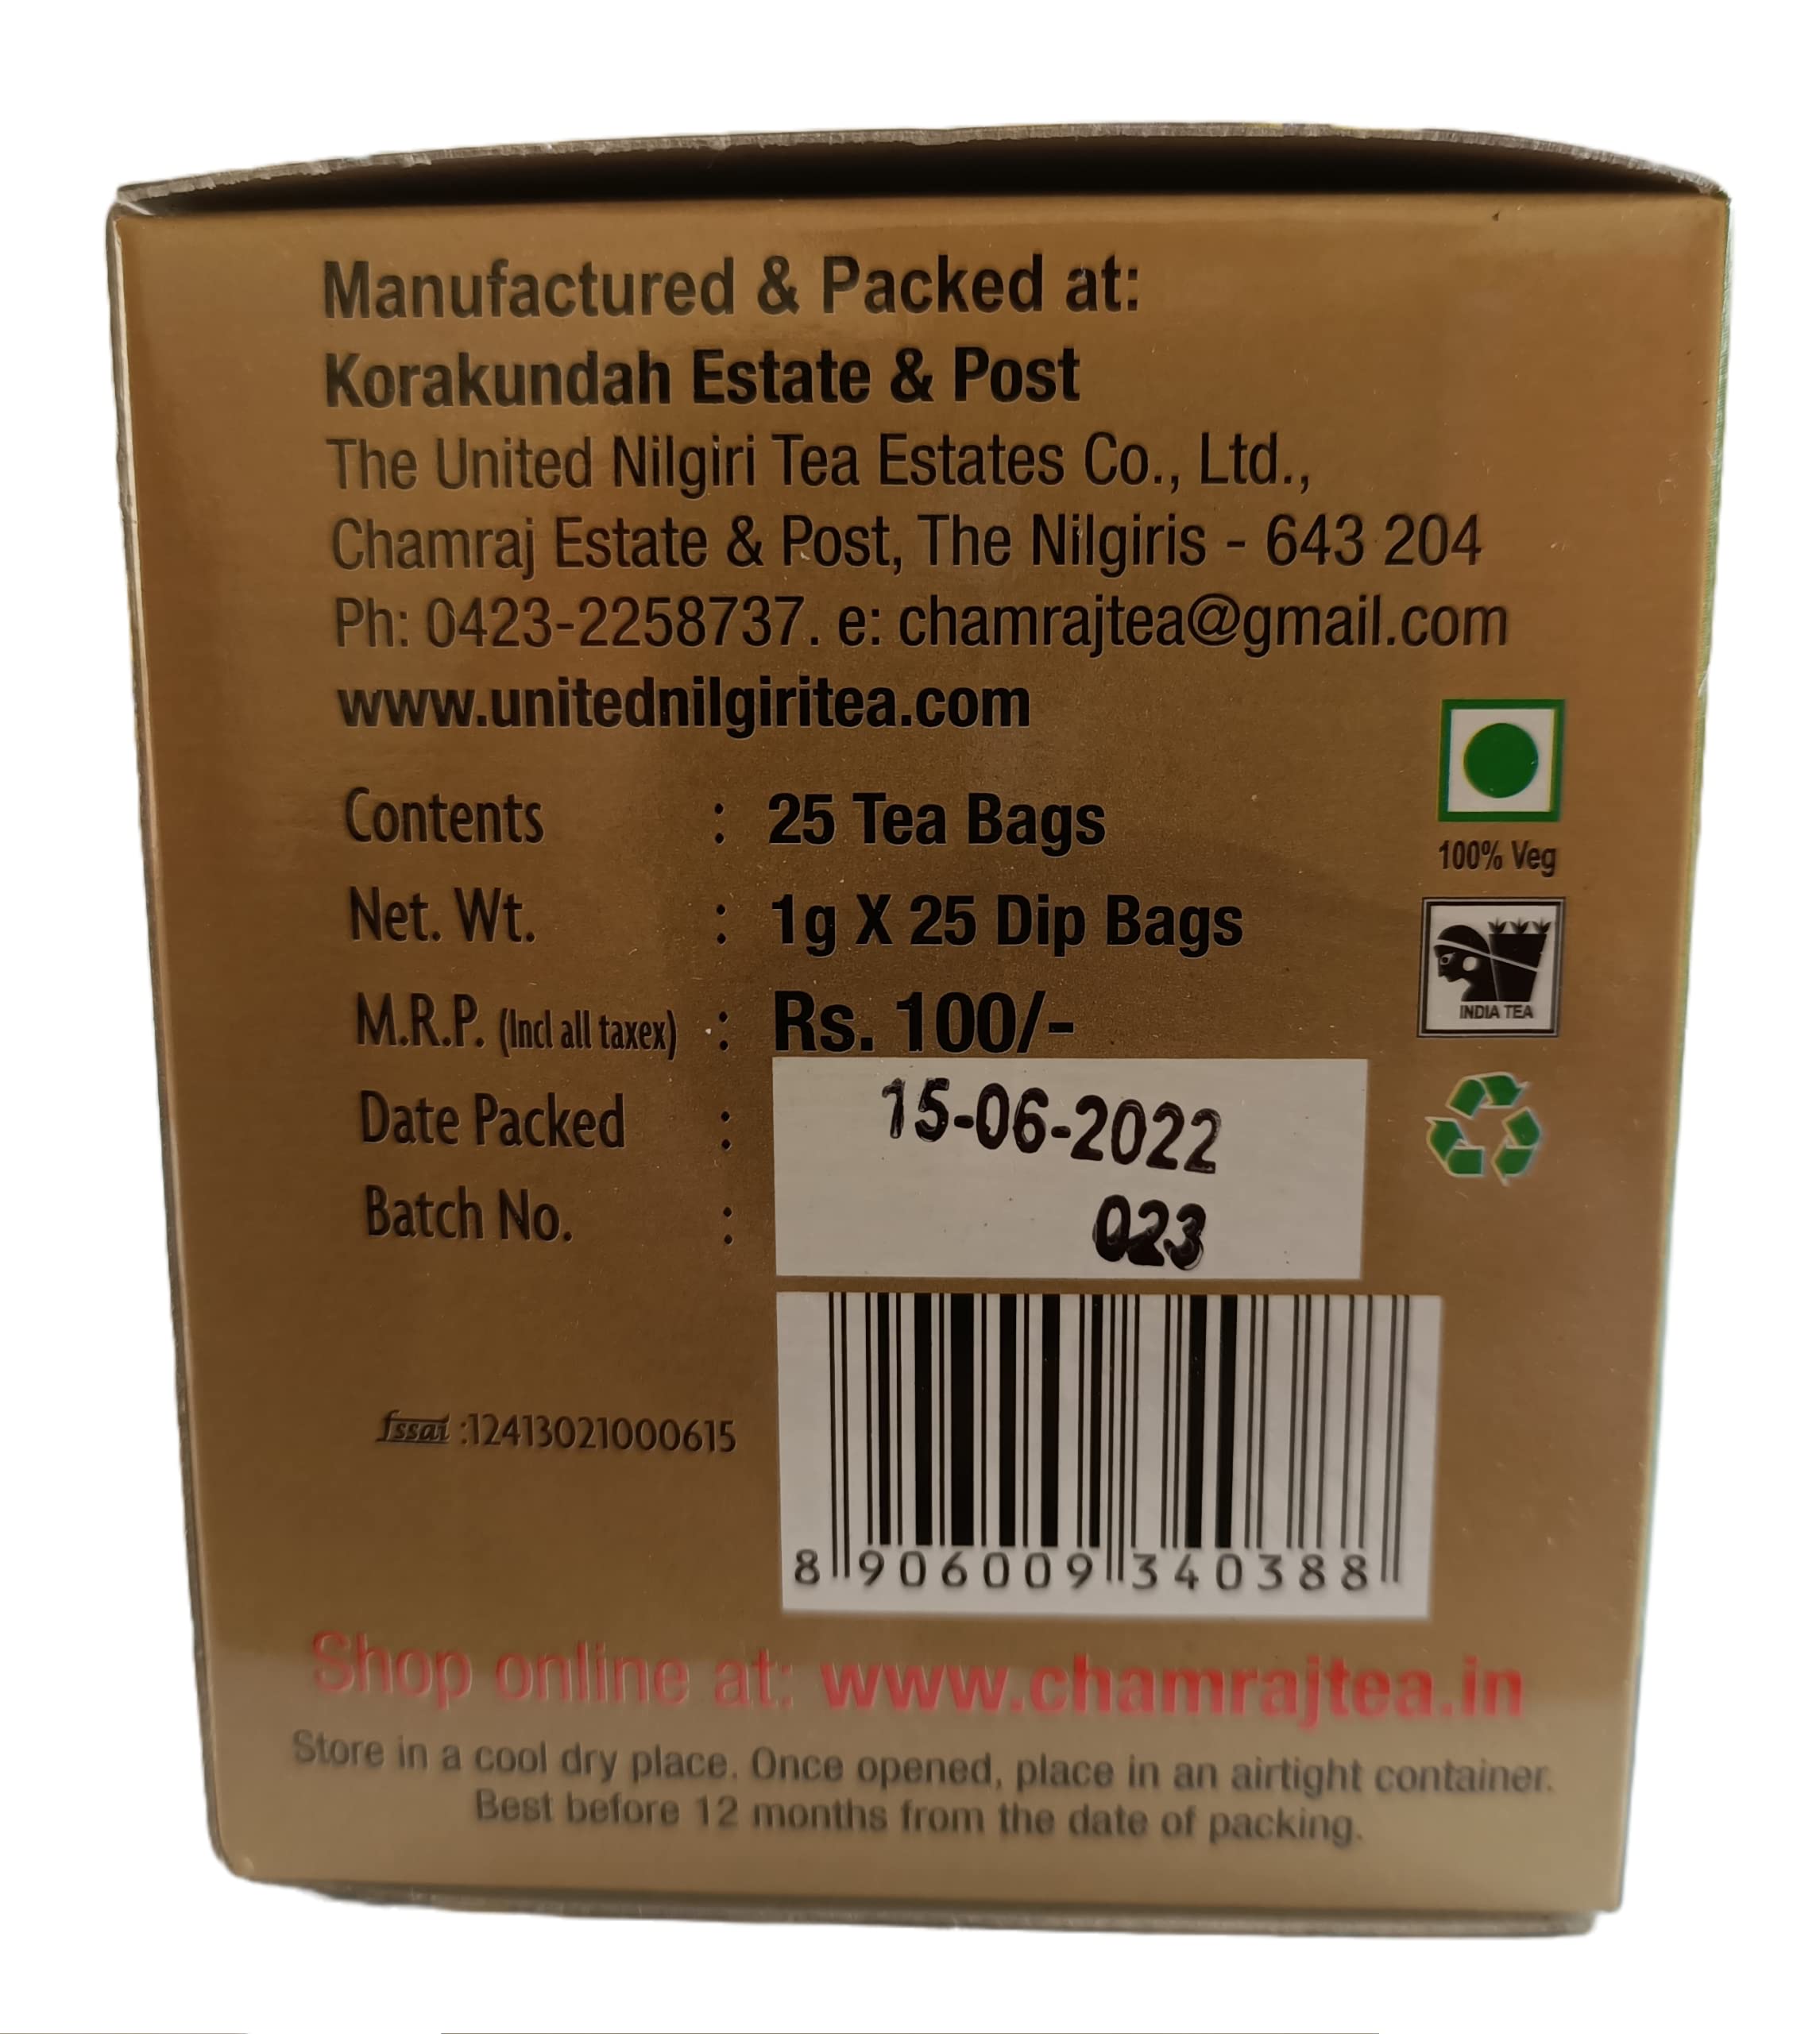 Manufactured & Packed at:
Korakundah Estate & Post
The United Nilgiri Tea Estates Co., Ltd.,
Chamraj Estate & Post, The Nilgiris - 643 204
Ph: 0423-2258737. e: chamrajtea@gmail.com
www.unitednilgiritea.com
Contents : 25 Tea Bags
100% Veg
Net. Wt. : 1g X 25 Dip Bags
INDIA TEA
M.R.P. (Incl all taxex) : Rs. 100/-
Date Packed : 15-06-2022
Batch No. : 023
fssai :12413021000615
8 906009 340388
Shop online at: www.chamrajtea.in
Store in a cool dry place. Once opened, place in an airtight container.
Best before 12 months from the date of packing.